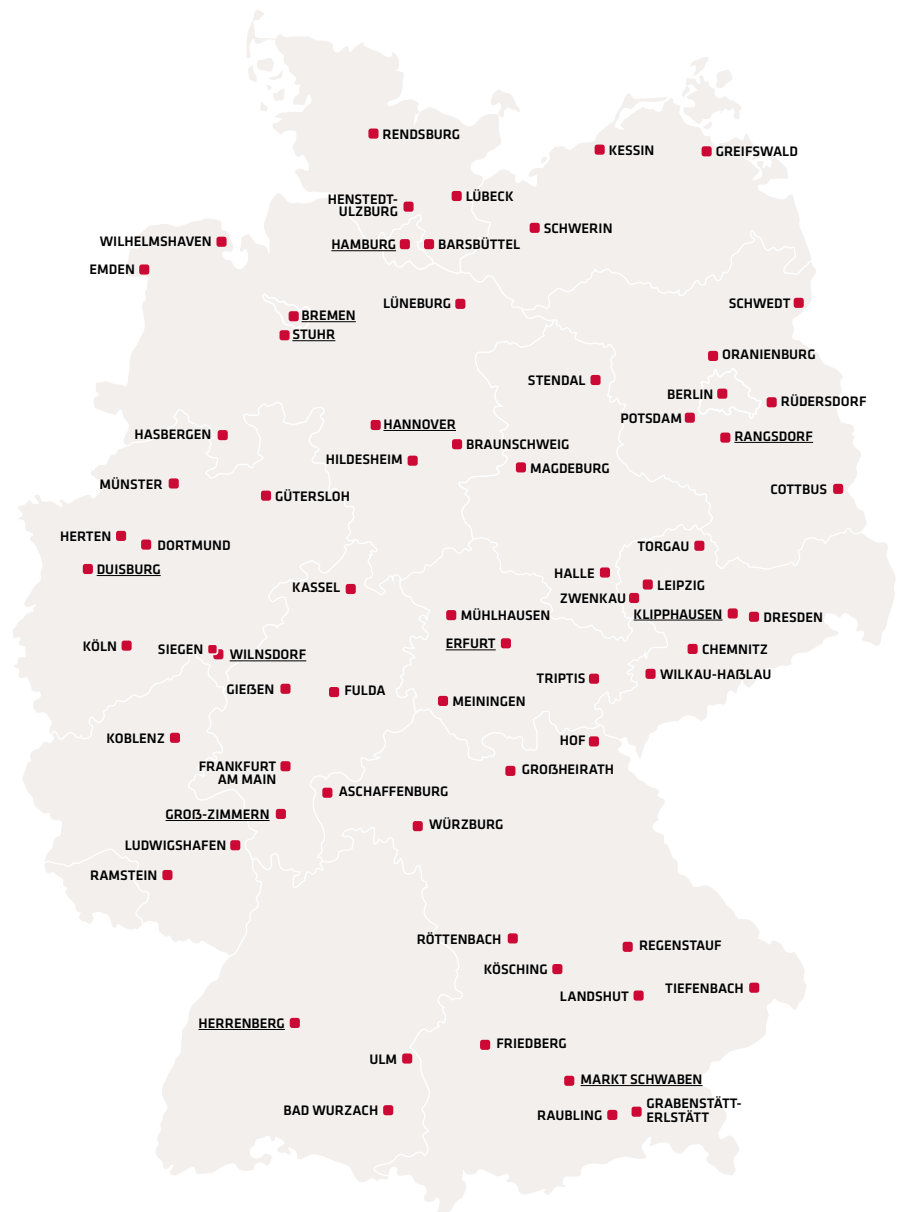 RENDSBURG
KESSIN
GREIFSWALD
HENSTEDT-
ULZBURG
LÜBECK
SCHWERIN
WILHELMSHAVEN
HAMBURG
BARSBÜTTEL
EMDEN
LÜNEBURG
SCHWEDT
BREMEN
STUHR
ORANIENBURG
STENDAL
BERLIN
RÜDERSDORF
POTSDAM
HANNOVER
RANGSDORF
HASBERGEN
BRAUNSCHWEIG
HILDESHEIM
MAGDEBURG
MÜNSTER
COTTBUS
GÜTERSLOH
HERTEN
DORTMUND
TORGAU
DUISBURG
HALLE
LEIPZIG
KASSEL
ZWENKAU
MÜHLHAUSEN
KLIPPHAUSEN
DRESDEN
KÖLN
SIEGEN
WILNSDORF
ERFURT
CHEMNITZ
WILKAU-HAßLAU
TRIPTIS
GIEßEN
FULDA
MEININGEN
KOBLENZ
HOF
FRANKFURT
AM MAIN
GROßHEIRATH
ASCHAFFENBURG
GROß-ZIMMERN
WÜRZBURG
LUDWIGSHAFEN
RAMSTEIN
RÖTTENBACH
REGENSTAUF
KÖSCHING
LANDSHUT
TIEFENBACH
HERRENBERG
FRIEDBERG
ULM
MARKT SCHWABEN
BAD WURZACH
RAUBLING
GRABENSTÄTT-
ERLSTÄTT